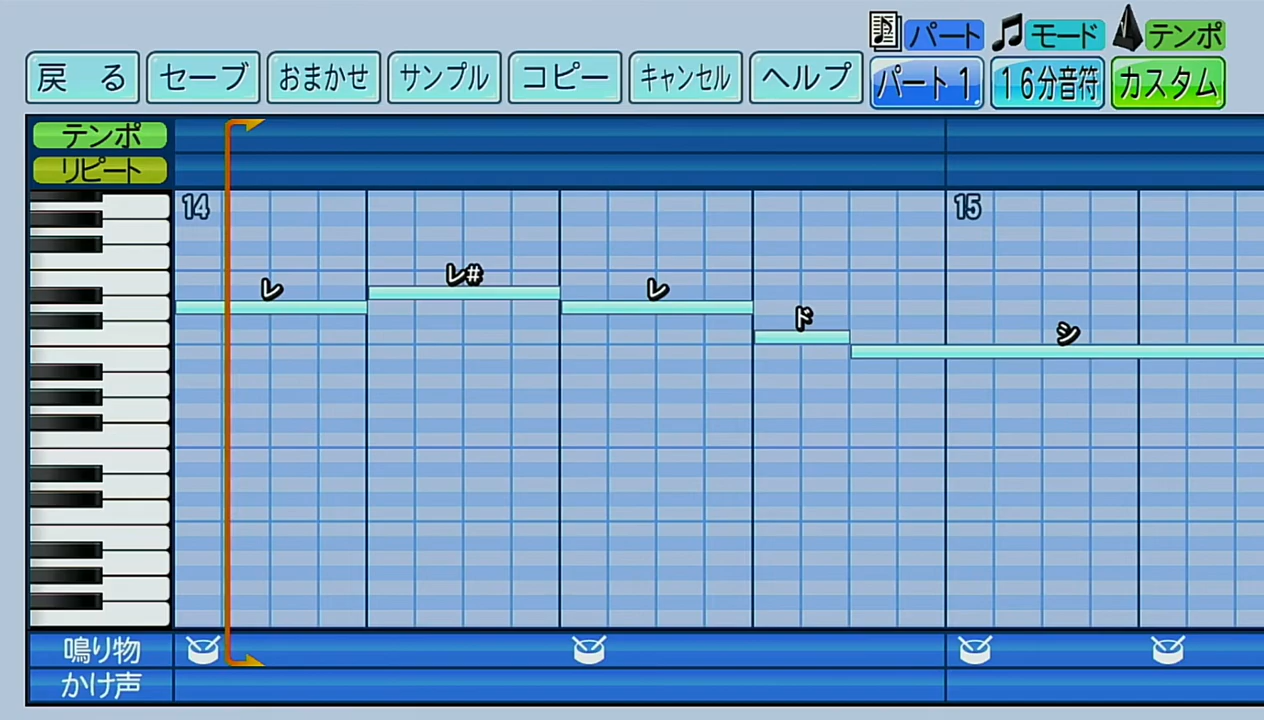 パート モード テンポ
戻る セーブ おまかせ サンプル コピー キャンセル ヘルプ パート1 16分音符 カスタム
テンポ
リピート
14 15
レ レ# レ ド シ
鳴り物
かけ声